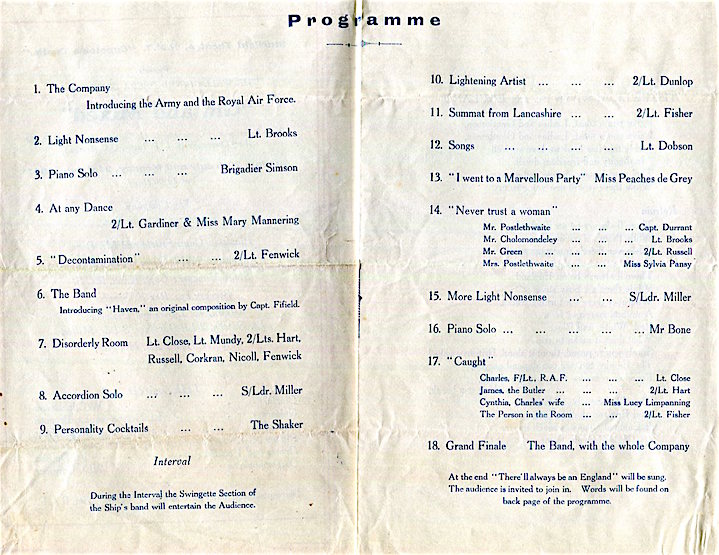 Programme
1. The Company
Introducing the Army and the Royal Air Force.
2. Light Nonsense ... ... ... Lt. Brooks
3. Piano Solo ... ... ... Brigadier Simson
4. At any Dance
2/Lt. Gardiner & Miss Mary Mannering
5. "Decontamination" ... ... 2/Lt. Fenwick
6. The Band
Introducing "Haven," an original composition by Capt. Fifield.
7. Disorderly Room Lt. Close, Lt. Mundy, 2/Lts. Hart,
Russell, Corkran, Nicoll, Fenwick
8. Accordion Solo ... ... ... S/Ldr. Miller
9. Personality Cocktails ... ... The Shaker
Interval
During the Interval the Swingette Section of
the Ship's band will entertain the Audience.
10. Lightening Artist ... ... ... 2/Lt. Dunlop
11. Summat from Lancashire ... ... 2/Lt. Fisher
12. Songs ... ... ... ... Lt. Dobson
13. "I went to a Marvellous Party" Miss Peaches de Grey
14. "Never trust a woman"
Mr. Postlethwaite ... ... ... Capt. Durrant
Mr. Cholomondeley ... ... ... Lt. Brooks
Mr. Green ... ... ... ... 2/Lt. Russell
Mrs. Postlethwaite ... ... Miss Sylvia Pansy
15. More Light Nonsense ... ... S/Ldr. Miller
16. Piano Solo ... ... ... ... ... Mr Bone
17. "Caught"
Charles, F/Lt., R.A.F. ... ... ... Lt. Close
James, the Butler ... ... ... 2/Lt. Hart
Cynthia, Charles' wife ... Miss Lucy Limpanning
The Person in the Room ... ... 2/Lt. Fisher
18. Grand Finale The Band, with the whole Company
At the end "There'll always be an England" will be sung.
The audience is invited to join in. Words will be found on
back page of the programme.